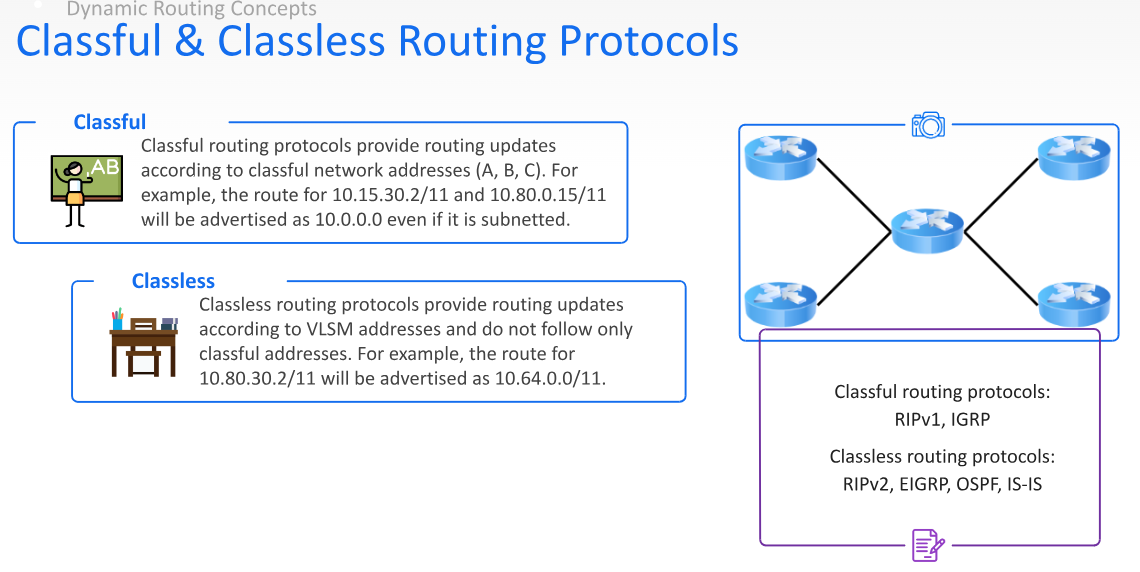 Dynamic Routing Concepts
Classful & Classless Routing Protocols
Classful
Classful routing protocols provide routing updates
according to classful network addresses (A, B, C). For
example, the route for 10.15.30.2/11 and 10.80.0.15/11
will be advertised as 10.0.0.0 even if it is subnetted.
AB
Classless
Classless routing protocols provide routing updates
according to VLSM addresses and do not follow only
classful addresses. For example, the route for
10.80.30.2/11 will be advertised as 10.64.0.0/11.
Classful routing protocols:
RIPv1, IGRP
Classless routing protocols:
RIPv2, EIGRP, OSPF, IS-IS